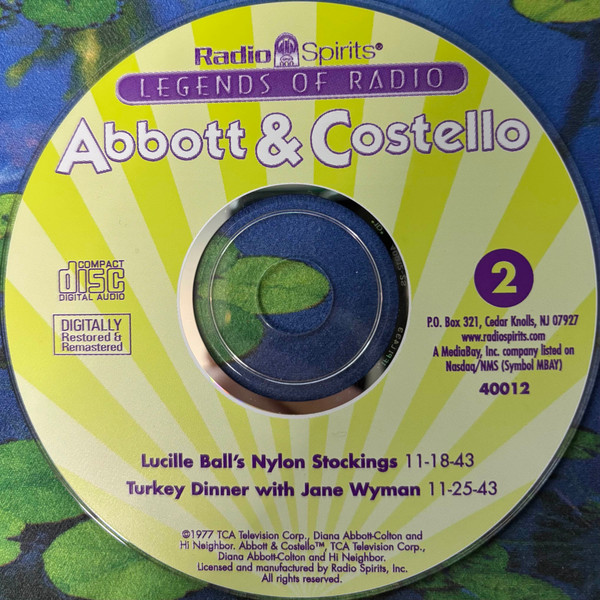 Radio Spirits®
LEGENDS OF RADIO
Abbott & Costello
COMPACT
disc
DIGITAL AUDIO
DIGITALLY
Restored &
Remastered
2
P.O. Box 321, Cedar Knolls, NJ 07927
www.radiospirits.com
A MediaBay, Inc. company listed on
Nasdaq/NMS (Symbol MBAY)
40012
Lucille Ball's Nylon Stockings 11-18-43
Turkey Dinner with Jane Wyman 11-25-43
©1977 TCA Television Corp., Diana Abbott-Colton and
Hi Neighbor. Abbott & Costello™, TCA Television Corp.,
Diana Abbott-Colton and Hi Neighbor.
Licensed and manufactured by Radio Spirits, Inc.
All rights reserved.